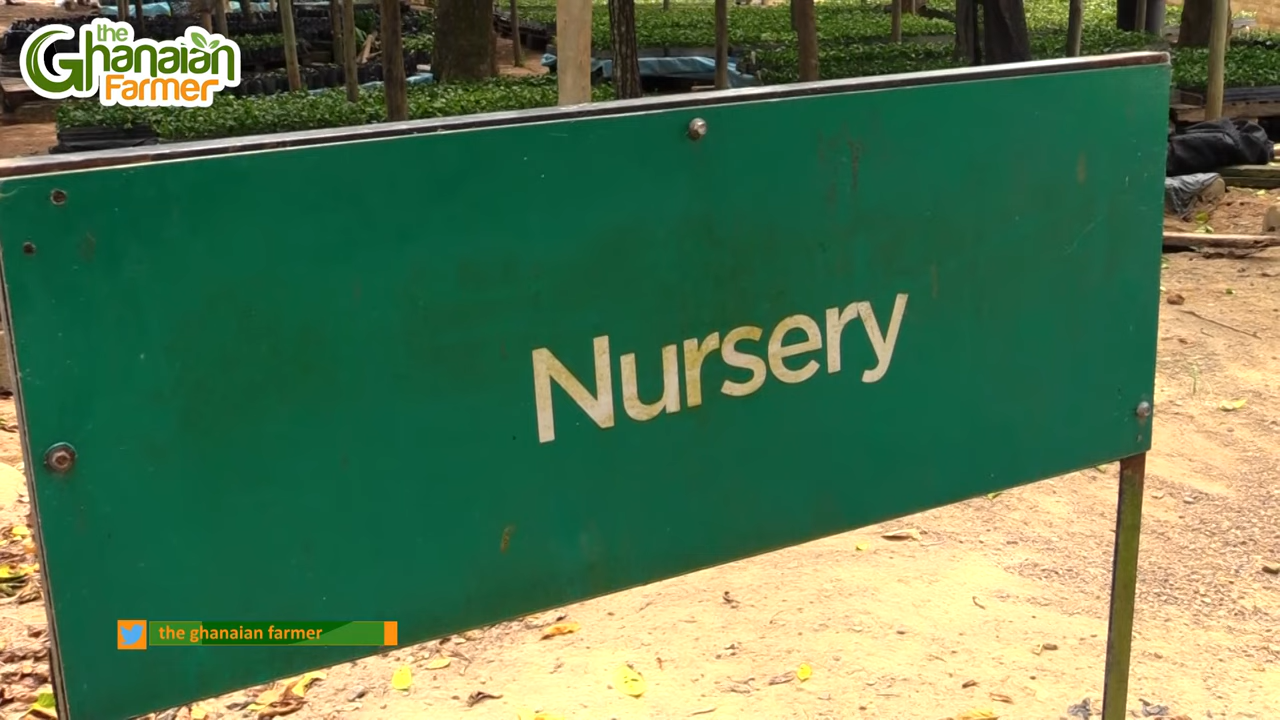 the
Ghanaian
Farmer
Nursery
the ghanaian farmer